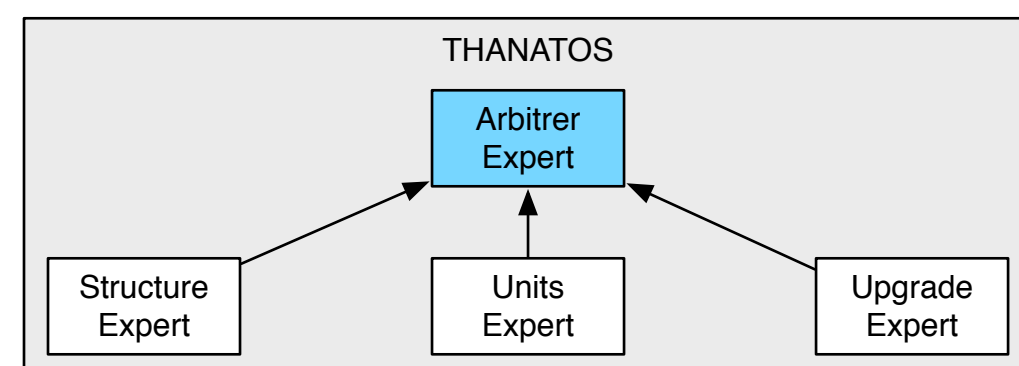 THANATOS
Arbitrer
Expert
Structure
Expert
Units
Expert
Upgrade
Expert